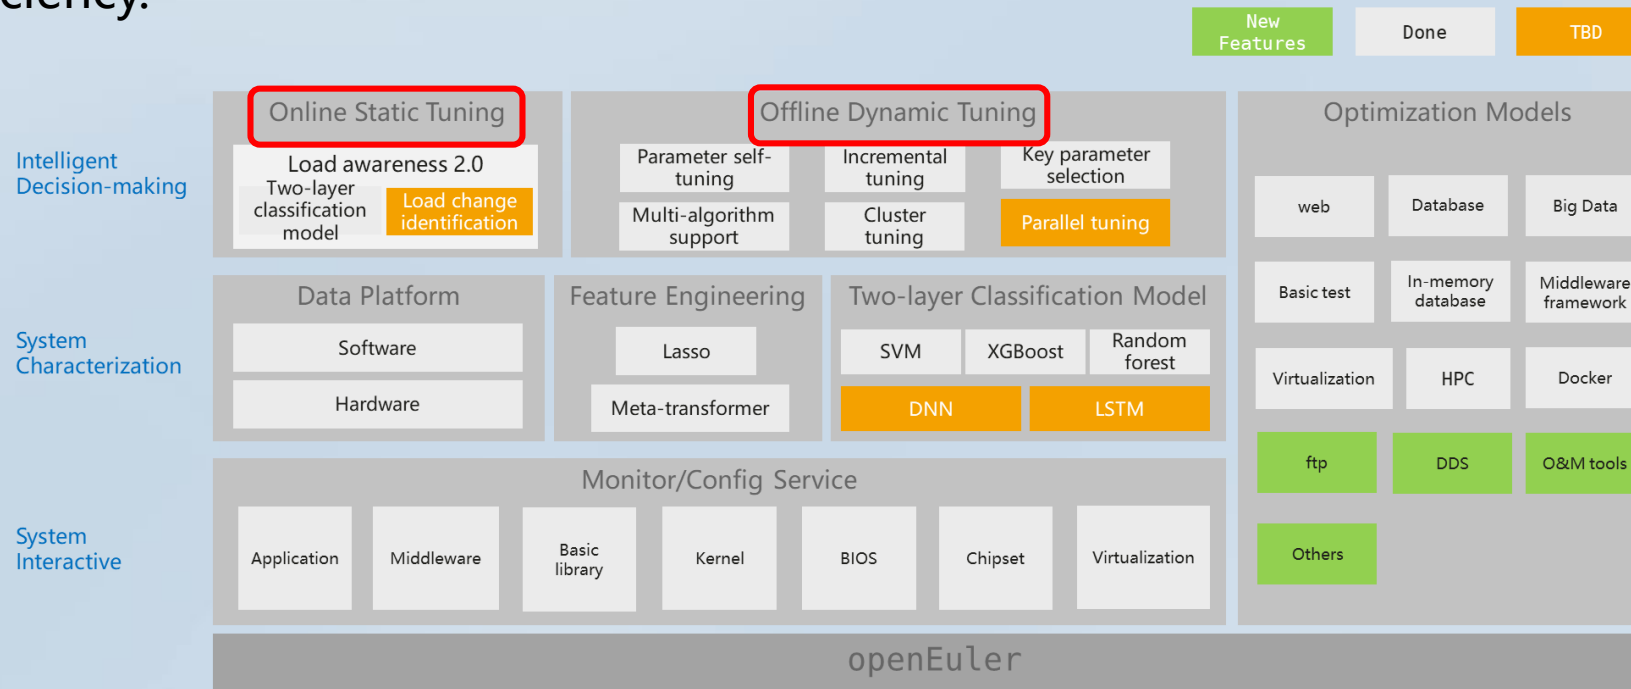 ciency.
New
Features
Done
TBD
Online Static Tuning
Offline Dynamic Tuning
Optimization Models
Intelligent
Decision-making
Load awareness 2.0
Two-layer
classification
model
Load change
identification
Parameter self-
tuning
Incremental
tuning
Key parameter
selection
Multi-algorithm
support
Cluster
tuning
Parallel tuning
web
Database
Big Data
Basic test
In-memory
database
Middleware
framework
Virtualization
HPC
Docker
ftp
DDS
O&M tools
Others
System
Characterization
Data Platform
Software
Hardware
Feature Engineering
Lasso
Meta-transformer
Two-layer Classification Model
SVM
XGBoost
Random
forest
DNN
LSTM
System
Interactive
Monitor/Config Service
Application
Middleware
Basic
library
Kernel
BIOS
Chipset
Virtualization
openEuler